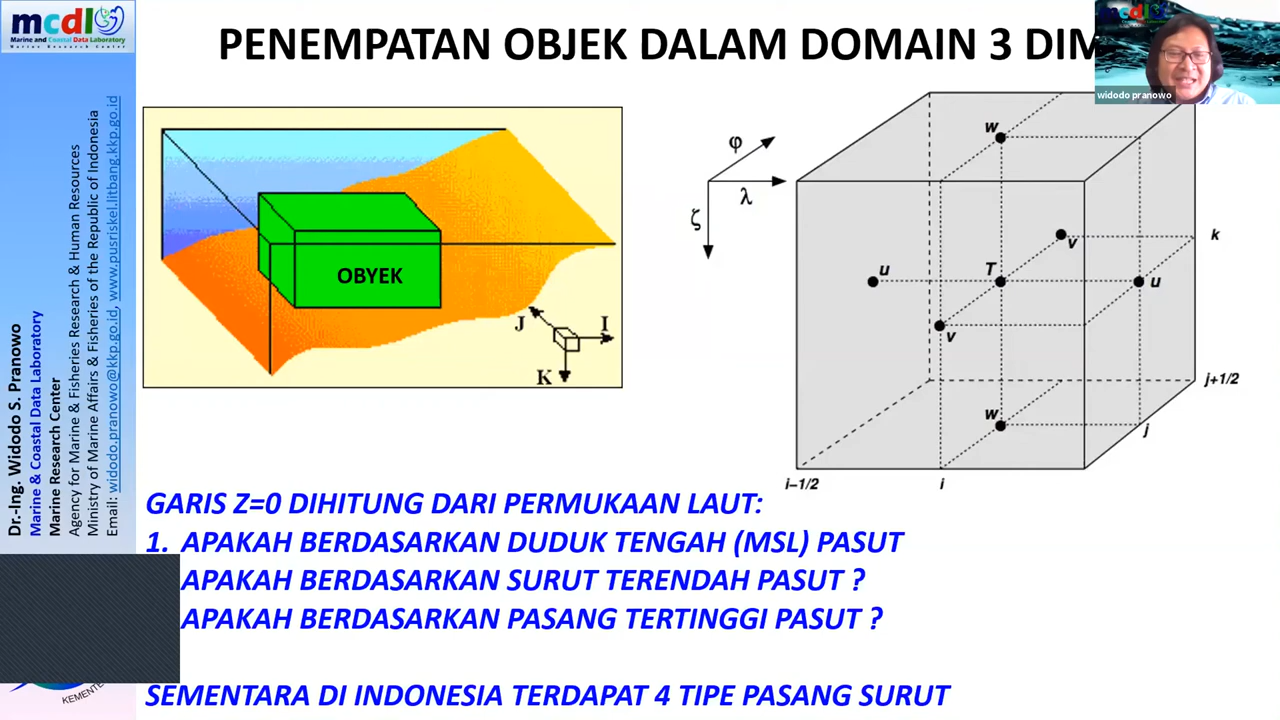 mcdl
Marine and Coastal Data Laboratory
Marine Research Center
PENEMPATAN OBJEK DALAM DOMAIN 3 DIM
widodo pranowo
Dr.-Ing. Widodo S. Pranowo
Marine & Coastal Data Laboratory
Marine Research Center
Agency for Marine & Fisheries Research & Human Resources
Ministry of Marine Affairs & Fisheries of the Republic of Indonesia
Email: widodo.pranowo@kkp.go.id, www.pusriskel.litbang.kkp.go.id
OBYEK
J
I
K
φ
λ
ζ
w
v
k
u
T
u
v
j+1/2
w
j
i−1/2
i
GARIS Z=0 DIHITUNG DARI PERMUKAAN LAUT:
1. APAKAH BERDASARKAN DUDUK TENGAH (MSL) PASUT
APAKAH BERDASARKAN SURUT TERENDAH PASUT ?
APAKAH BERDASARKAN PASANG TERTINGGI PASUT ?
KEMENTE
SEMENTARA DI INDONESIA TERDAPAT 4 TIPE PASANG SURUT